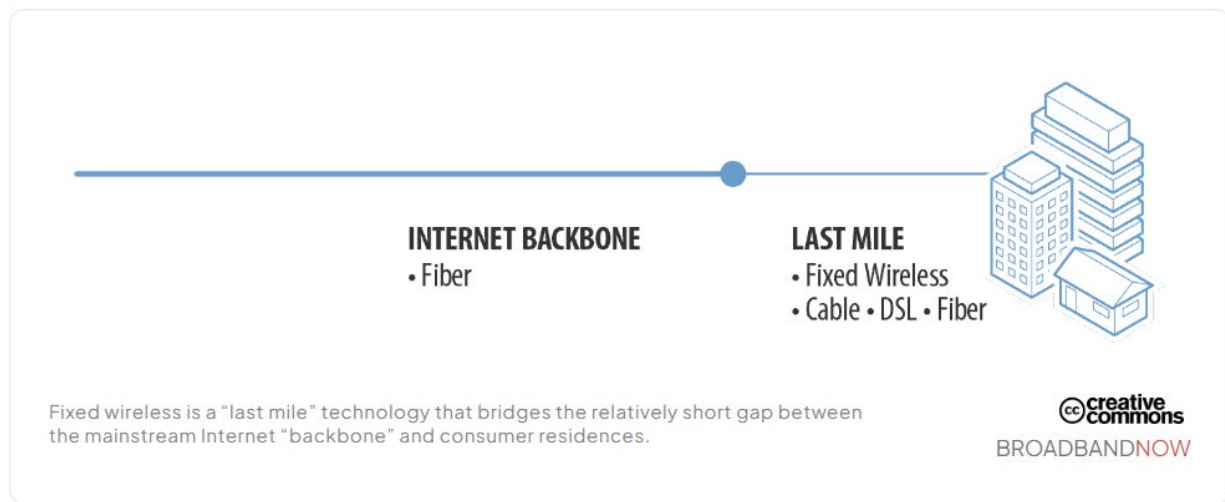 INTERNET BACKBONE
• Fiber
LAST MILE
• Fixed Wireless
• Cable • DSL • Fiber
Fixed wireless is a “last mile” technology that bridges the relatively short gap between
the mainstream Internet “backbone” and consumer residences.
cc creative
commons
BROADBANDNOW